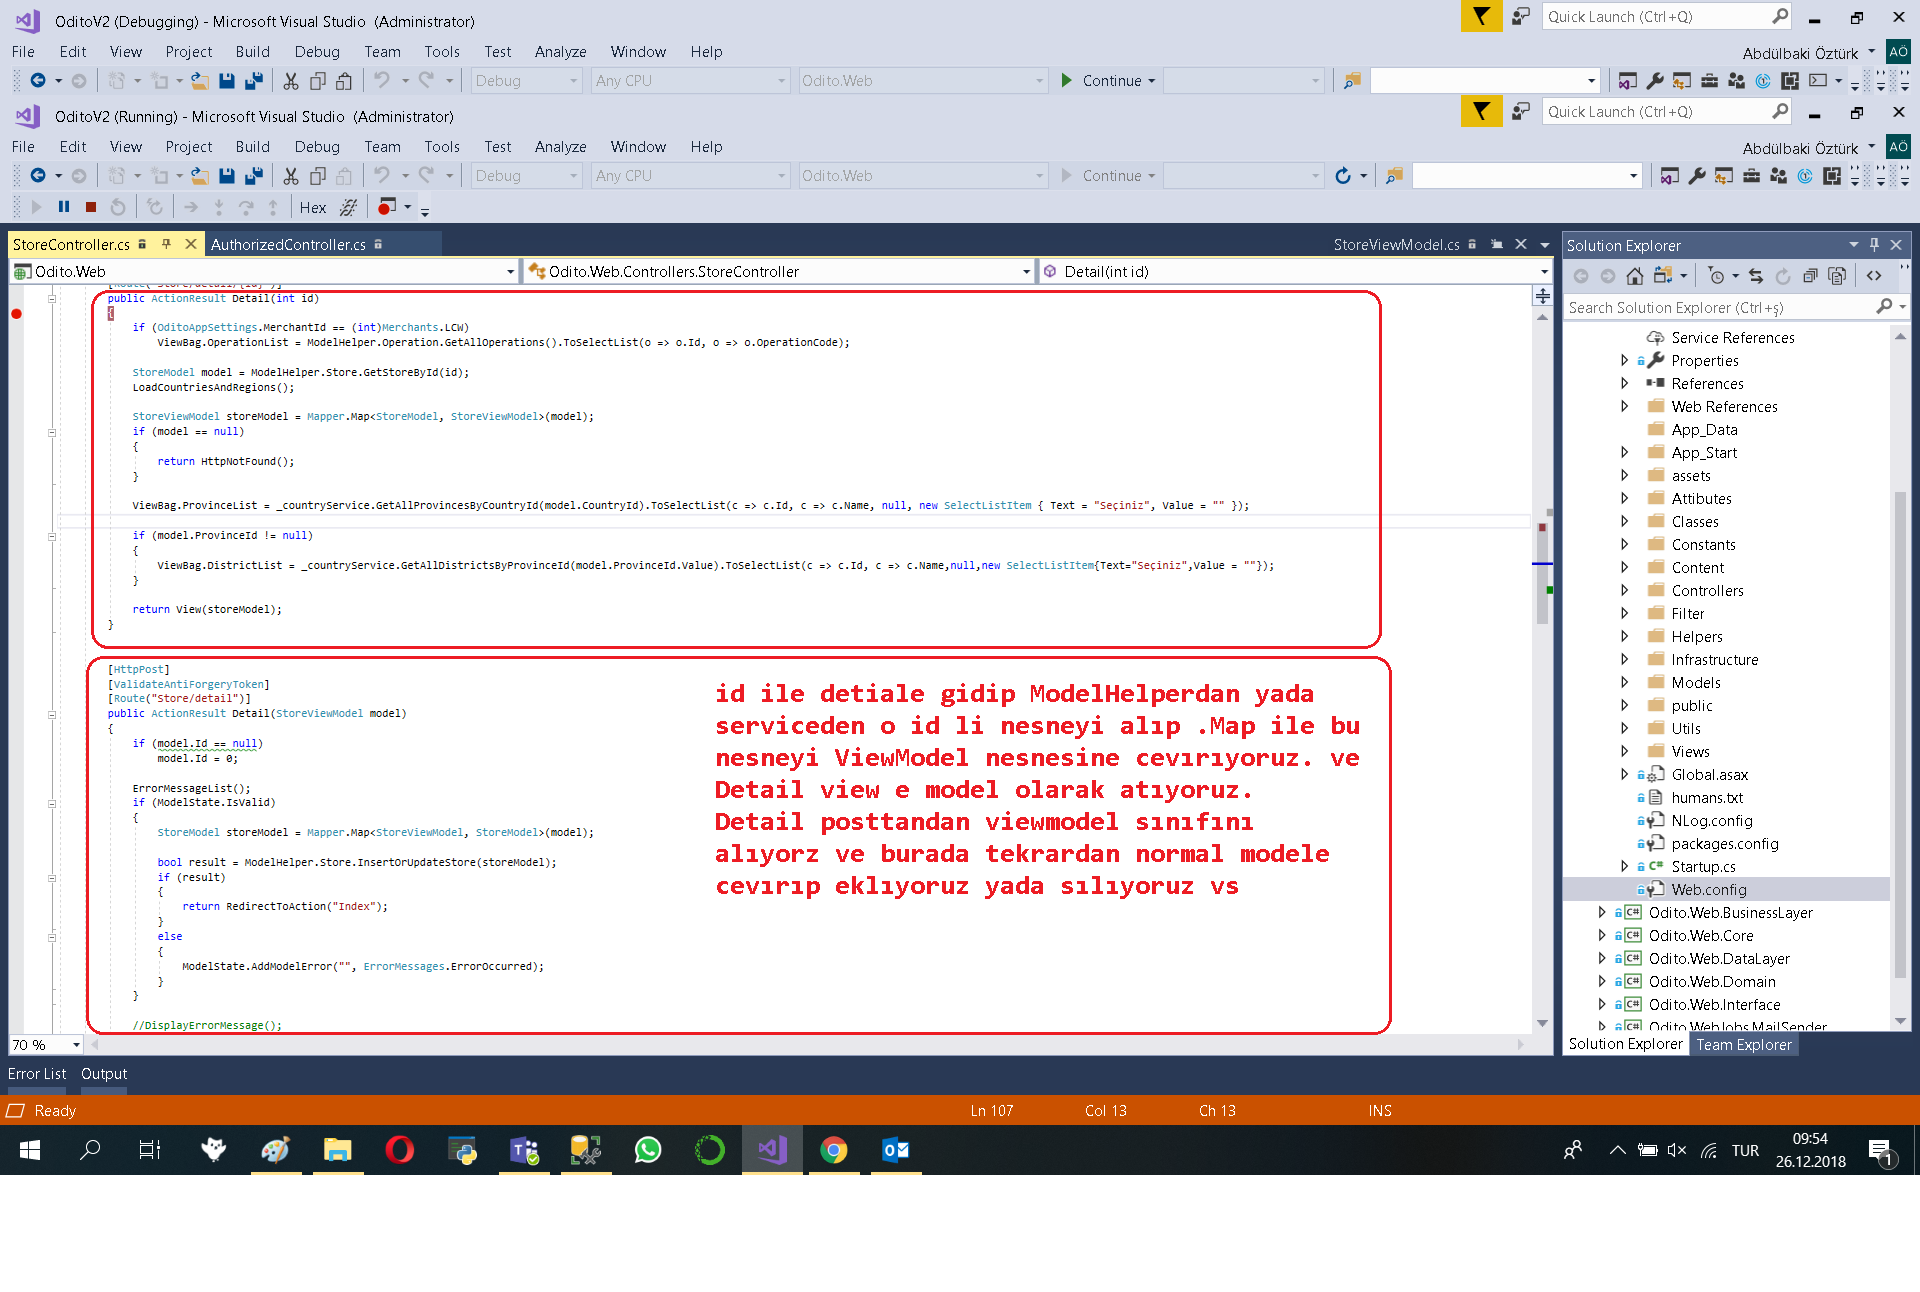 OditoV2 (Debugging) - Microsoft Visual Studio (Administrator)
Quick Launch (Ctrl+Q)
File Edit View Project Build Debug Team Tools Test Analyze Window Help
Abdülbaki Öztürk AÖ
Debug Any CPU Odito.Web Continue
OditoV2 (Running) - Microsoft Visual Studio (Administrator)
Quick Launch (Ctrl+Q)
File Edit View Project Build Debug Team Tools Test Analyze Window Help
Abdülbaki Öztürk AÖ
Debug Any CPU Odito.Web Continue
Hex
StoreController.cs AuthorizedController.cs StoreViewModel.cs
Odito.Web Odito.Web.Controllers.StoreController Detail(int id)
[Route("Store/detail/{id}")]
public ActionResult Detail(int id)
{
if (OditoAppSettings.MerchantId == (int)Merchants.LCW)
ViewBag.OperationList = ModelHelper.Operation.GetAllOperations().ToSelectList(o => o.Id, o => o.OperationCode);
StoreModel model = ModelHelper.Store.GetStoreById(id);
LoadCountriesAndRegions();
StoreViewModel storeModel = Mapper.Map<StoreModel, StoreViewModel>(model);
if (model == null)
{
return HttpNotFound();
}
ViewBag.ProvinceList = _countryService.GetAllProvincesByCountryId(model.CountryId).ToSelectList(c => c.Id, c => c.Name, null, new SelectListItem { Text = "Seçiniz", Value = "" });
if (model.ProvinceId != null)
{
ViewBag.DistrictList = _countryService.GetAllDistrictsByProvinceId(model.ProvinceId.Value).ToSelectList(c => c.Id, c => c.Name,null,new SelectListItem{Text="Seçiniz",Value = ""});
}
return View(storeModel);
}
[HttpPost]
[ValidateAntiForgeryToken]
[Route("Store/detail")]
public ActionResult Detail(StoreViewModel model)
{
if (model.Id == null)
model.Id = 0;
ErrorMessageList();
if (ModelState.IsValid)
{
StoreModel storeModel = Mapper.Map<StoreViewModel, StoreModel>(model);
bool result = ModelHelper.Store.InsertOrUpdateStore(storeModel);
if (result)
{
return RedirectToAction("Index");
}
else
{
ModelState.AddModelError("", ErrorMessages.ErrorOccurred);
}
}
//DisplayErrorMessage();
id ile detiale gidip ModelHelperdan yada
serviceden o id li nesneyi alıp .Map ile bu
nesneyi ViewModel nesnesine cevırıyoruz. ve
Detail view e model olarak atıyoruz.
Detail posttandan viewmodel sınıfını
alıyorz ve burada tekrardan normal modele
cevırıp eklıyoruz yada sılıyoruz vs
70 %
Solution Explorer
Search Solution Explorer (Ctrl+ş)
Service References
Properties
References
Web References
App_Data
App_Start
assets
Attibutes
Classes
Constants
Content
Controllers
Filter
Helpers
Infrastructure
Models
public
Utils
Views
Global.asax
humans.txt
NLog.config
packages.config
Startup.cs
Web.config
Odito.Web.BusinessLayer
Odito.Web.Core
Odito.Web.DataLayer
Odito.Web.Domain
Odito.Web.Interface
Odito.WebJobs.MailSender
Solution Explorer Team Explorer
Error List Output
Ready Ln 107 Col 13 Ch 13 INS
TUR
09:54
26.12.2018
1